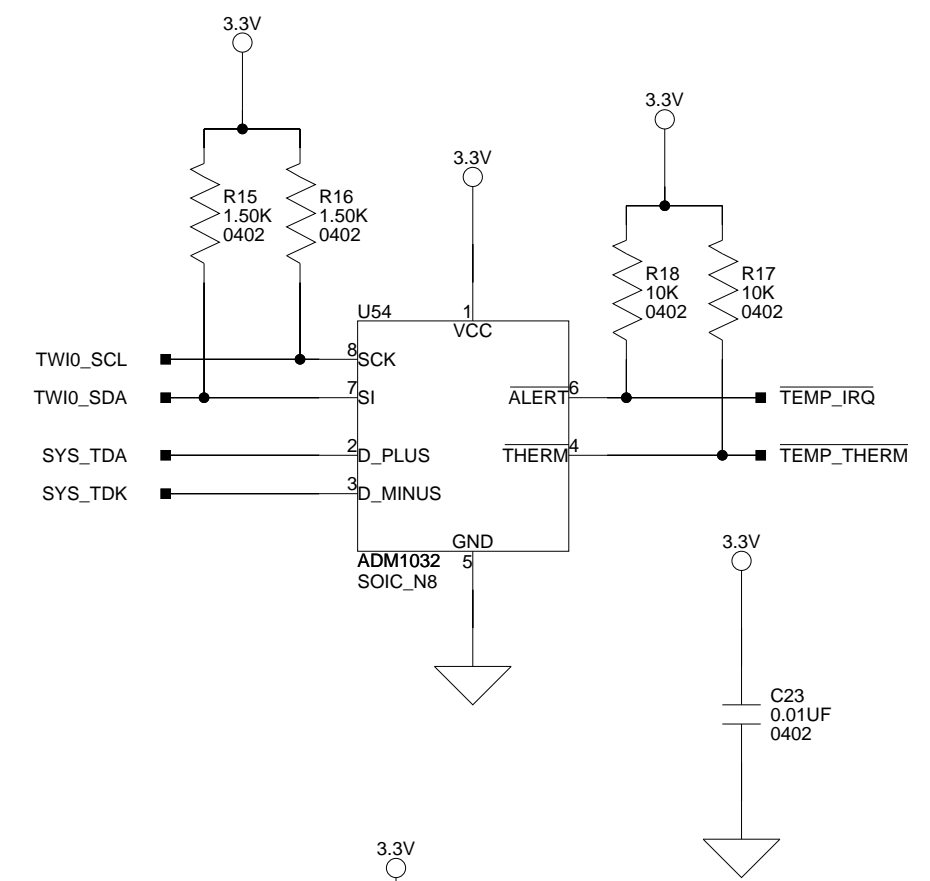 3.3V
3.3V
3.3V
R15
1.50K
0402
R16
1.50K
0402
R18
10K
0402
R17
10K
0402
U54
1
VCC
TWI0_SCL
8
SCK
TWI0_SDA
7
SI
ALERT
6
TEMP_IRQ
SYS_TDA
2
D_PLUS
THERM
4
TEMP_THERM
SYS_TDK
3
D_MINUS
GND
5
ADM1032
SOIC_N8
3.3V
C23
0.01UF
0402
3.3V